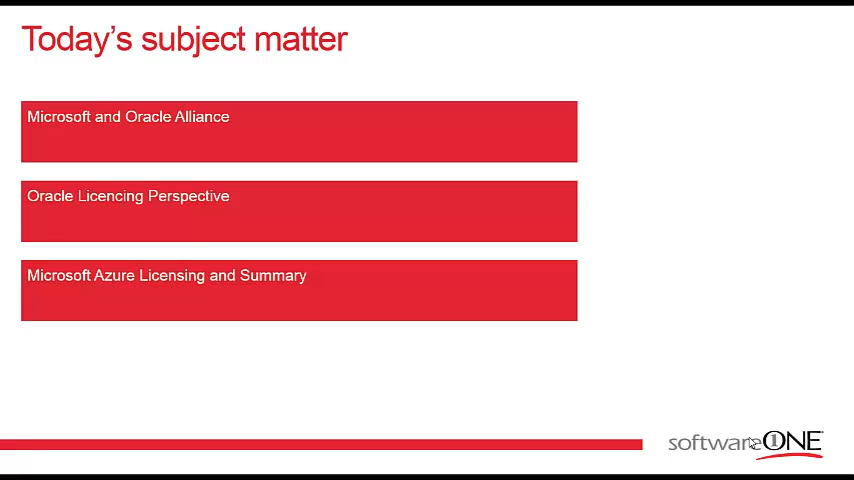 Today's subject matter
Microsoft and Oracle Alliance
Oracle Licencing Perspective
Microsoft Azure Licensing and Summary
softwareONE